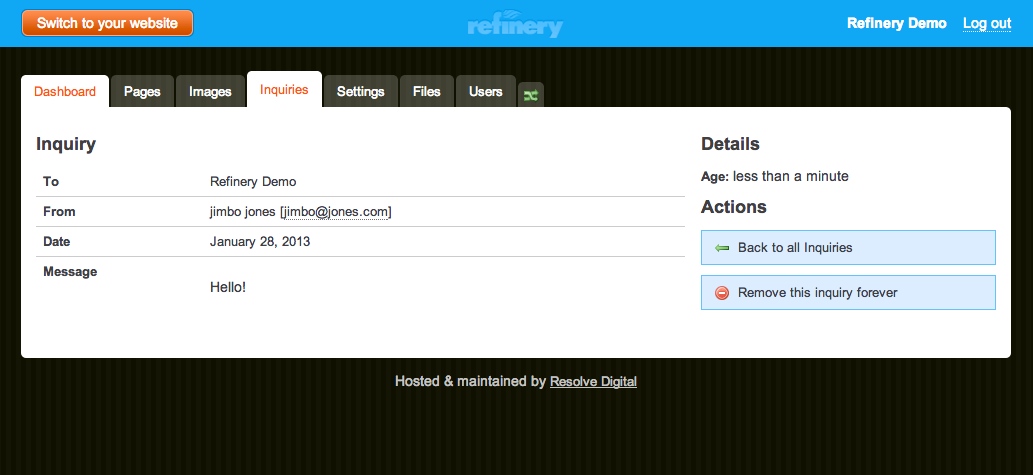 Switch to your website
refinery
Refinery Demo Log out
Dashboard Pages Images Inquiries Settings Files Users
Inquiry
To Refinery Demo
From jimbo jones [jimbo@jones.com]
Date January 28, 2013
Message
Hello!
Details
Age: less than a minute
Actions
Back to all Inquiries
Remove this inquiry forever
Hosted & maintained by Resolve Digital